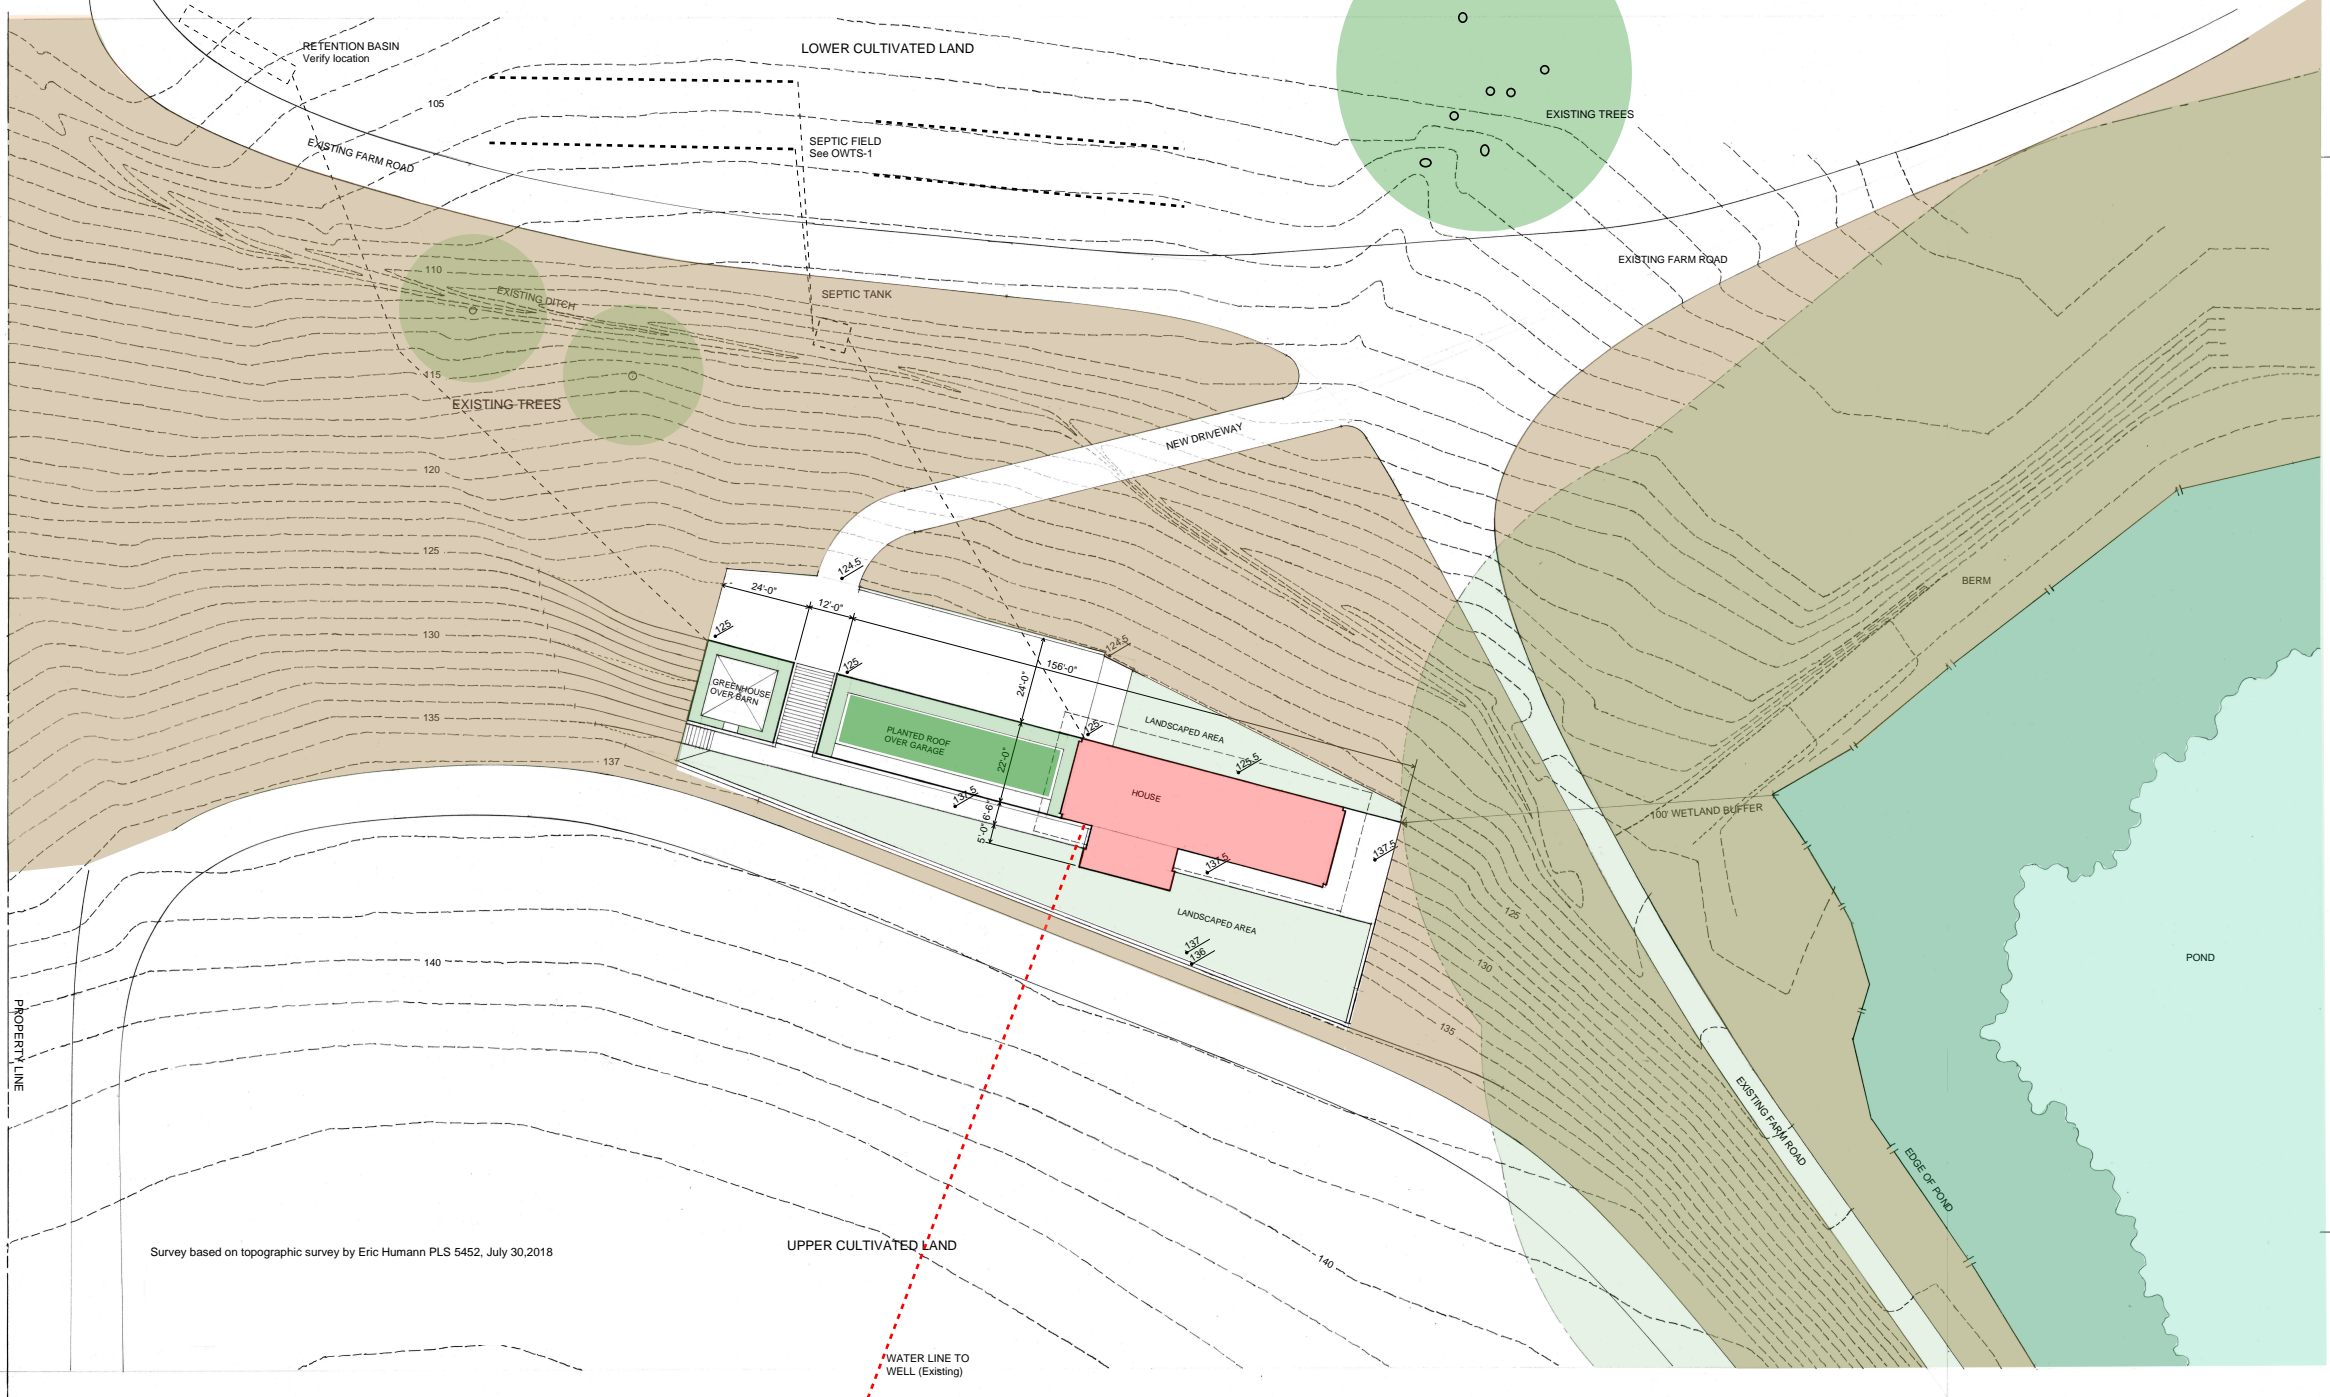 RETENTION BASIN
Verify location
LOWER CULTIVATED LAND
105
EXISTING TREES
EXISTING FARM ROAD
SEPTIC FIELD
See OWTS-1
EXISTING FARM ROAD
110
EXISTING DITCH
SEPTIC TANK
115
EXISTING TREES
NEW DRIVEWAY
120
125
124.5
BERM
24'-0"
12'-0"
130
125
124.5
156'-0"
125
24'-0"
GREENHOUSE
OVER BARN
135
125
LANDSCAPED AREA
PLANTED ROOF
OVER GARAGE
22'-0"
137
125.5
137.5
HOUSE
6'-6"
5'-0"
100' WETLAND BUFFER
137.5
137.5
125
LANDSCAPED AREA
137
136
140
130
POND
135
PROPERTY LINE
EXISTING FARM ROAD
EDGE OF POND
Survey based on topographic survey by Eric Humann PLS 5452, July 30,2018
UPPER CULTIVATED LAND
140
WATER LINE TO
WELL (Existing)